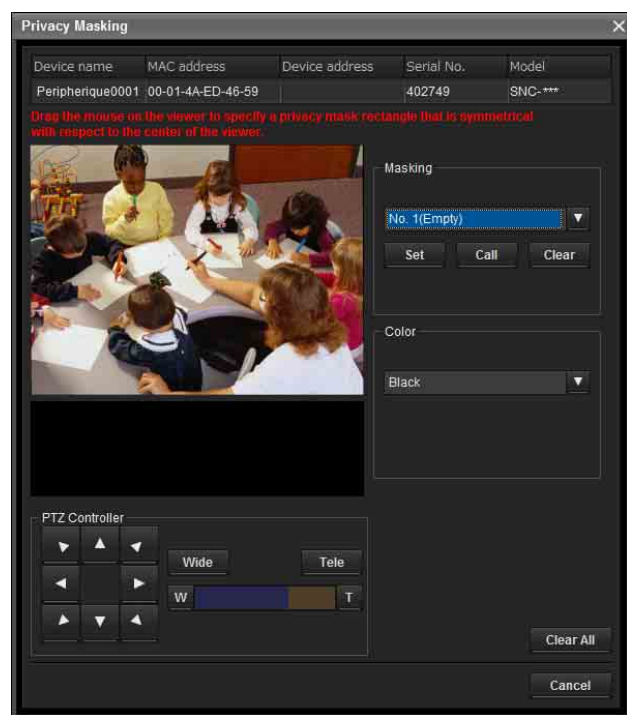 Privacy Masking
Device name MAC address Device address Serial No. Model
Peripherique0001 00-01-4A-ED-46-59 402749 SNC-***
Drag the mouse on the viewer to specify a privacy mask rectangle that is symmetrical
with respect to the center of the viewer.
Masking
No. 1(Empty)
Set Call Clear
Color
Black
PTZ Controller
Wide Tele
W T
Clear All
Cancel